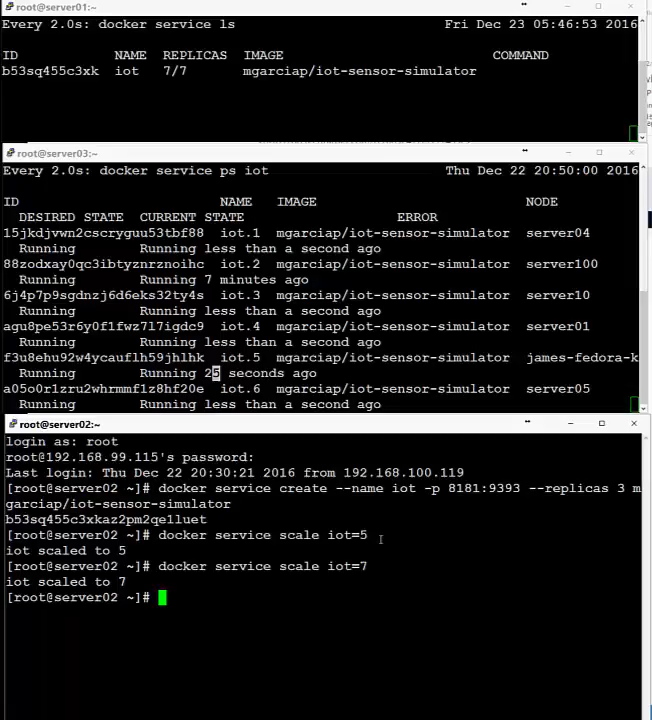 root@server01:~
Every 2.0s: docker service ls Fri Dec 23 05:46:53 2016
ID NAME REPLICAS IMAGE COMMAND
b53sq455c3xk iot 7/7 mgarciap/iot-sensor-simulator
root@server03:~
Every 2.0s: docker service ps iot Thu Dec 22 20:50:00 2016
ID NAME IMAGE NODE
DESIRED STATE CURRENT STATE ERROR
15jkdjvwn2cscryguu53tbf88 iot.1 mgarciap/iot-sensor-simulator server04
Running Running less than a second ago
88zodxay0qc3ibtyznrznoihc iot.2 mgarciap/iot-sensor-simulator server100
Running Running 7 minutes ago
6j4p7p9sgdnzj6d6eks32ty4s iot.3 mgarciap/iot-sensor-simulator server10
Running Running less than a second ago
agu8pe53r6y0f1fwz7l7igdc9 iot.4 mgarciap/iot-sensor-simulator server01
Running Running less than a second ago
f3u8ehu92w4ycauflh59jhlhk iot.5 mgarciap/iot-sensor-simulator james-fedora-k
Running Running 25 seconds ago
a05o0r1zru2whrmmf1z8hf20e iot.6 mgarciap/iot-sensor-simulator server05
Running Running less than a second ago
root@server02:~
login as: root
root@192.168.99.115's password:
Last login: Thu Dec 22 20:30:21 2016 from 192.168.100.119
[root@server02 ~]# docker service create --name iot -p 8181:9393 --replicas 3 m
garciap/iot-sensor-simulator
b53sq455c3xkaz2pm2qe1luet
[root@server02 ~]# docker service scale iot=5
iot scaled to 5
[root@server02 ~]# docker service scale iot=7
iot scaled to 7
[root@server02 ~]#